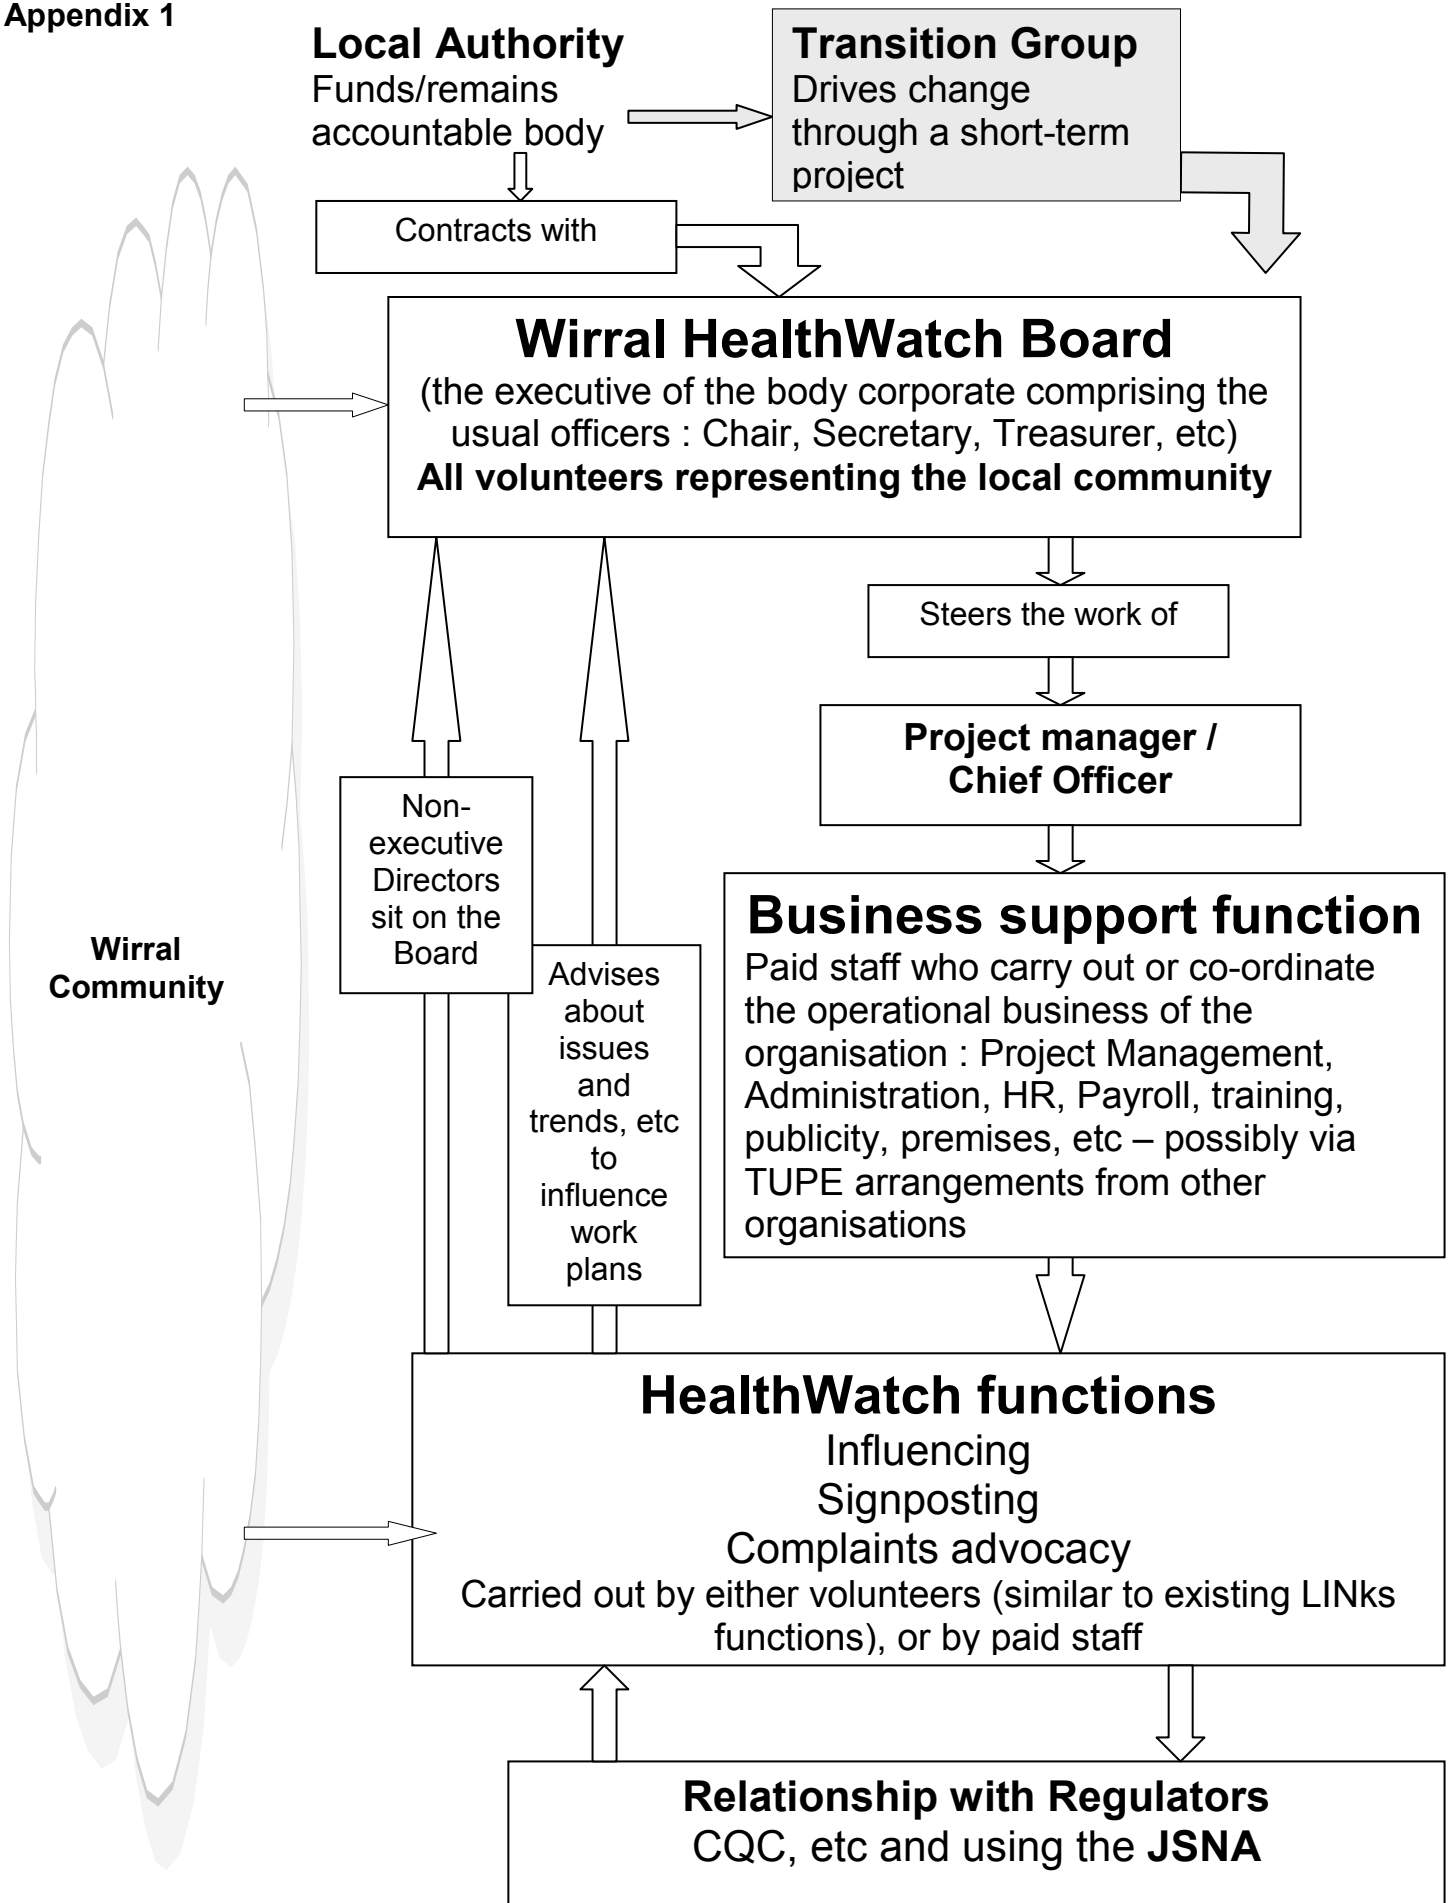 Appendix 1
Local Authority
Funds/remains
accountable body
Transition Group
Drives change
through a short-term
project
Contracts with
Wirral HealthWatch Board
(the executive of the body corporate comprising the
usual officers : Chair, Secretary, Treasurer, etc)
All volunteers representing the local community
Steers the work of
Project manager /
Chief Officer
Non-
executive
Directors
sit on the
Board
Wirral
Community
Advises
about
issues
and
trends, etc
to
influence
work
plans
Business support function
Paid staff who carry out or co-ordinate
the operational business of the
organisation : Project Management,
Administration, HR, Payroll, training,
publicity, premises, etc – possibly via
TUPE arrangements from other
organisations
HealthWatch functions
Influencing
Signposting
Complaints advocacy
Carried out by either volunteers (similar to existing LINks
functions), or by paid staff
Relationship with Regulators
CQC, etc and using the JSNA